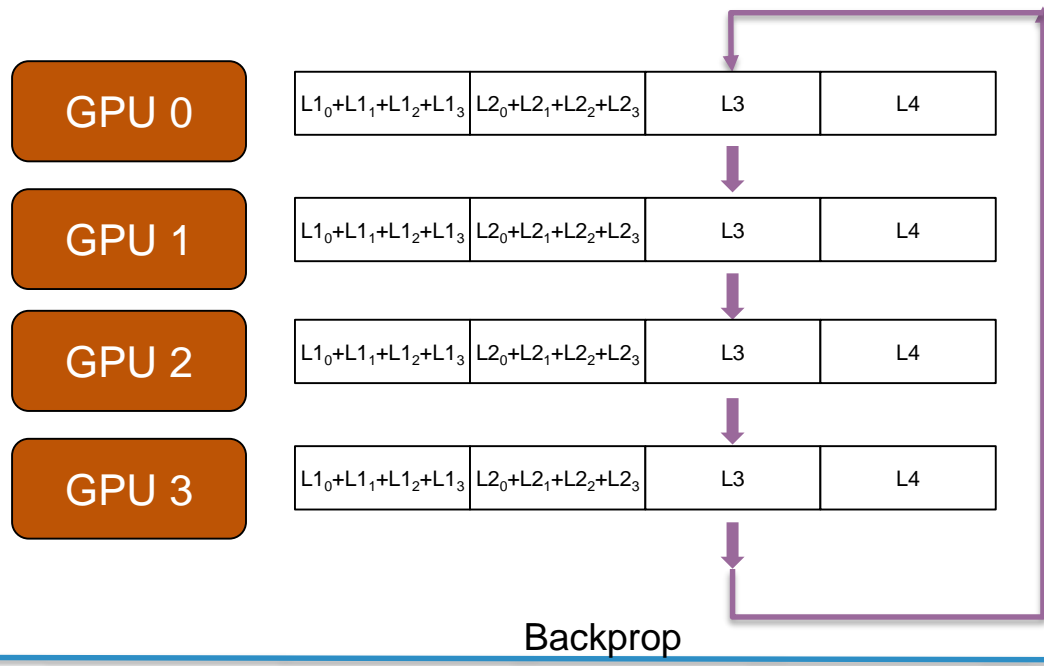 GPU 0 L1₀+L1₁+L1₂+L1₃ L2₀+L2₁+L2₂+L2₃ L3 L4
GPU 1 L1₀+L1₁+L1₂+L1₃ L2₀+L2₁+L2₂+L2₃ L3 L4
GPU 2 L1₀+L1₁+L1₂+L1₃ L2₀+L2₁+L2₂+L2₃ L3 L4
GPU 3 L1₀+L1₁+L1₂+L1₃ L2₀+L2₁+L2₂+L2₃ L3 L4
Backprop